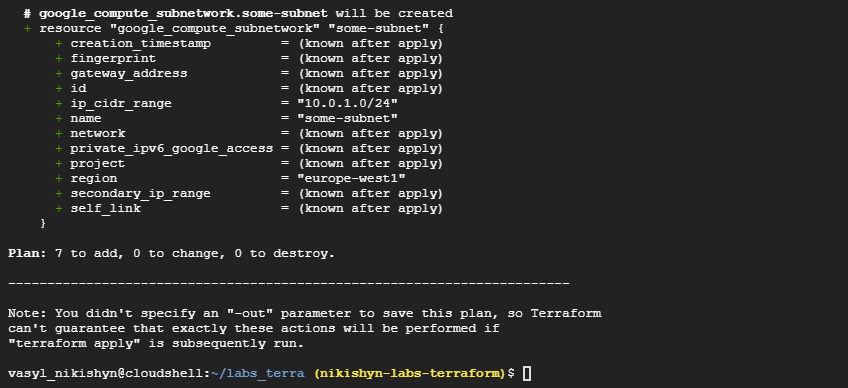 # google_compute_subnetwork.some-subnet will be created
+ resource "google_compute_subnetwork" "some-subnet" {
+ creation_timestamp = (known after apply)
+ fingerprint = (known after apply)
+ gateway_address = (known after apply)
+ id = (known after apply)
+ ip_cidr_range = "10.0.1.0/24"
+ name = "some-subnet"
+ network = (known after apply)
+ private_ipv6_google_access = (known after apply)
+ project = (known after apply)
+ region = "europe-west1"
+ secondary_ip_range = (known after apply)
+ self_link = (known after apply)
}
Plan: 7 to add, 0 to change, 0 to destroy.
------------------------------------------------------------------------
Note: You didn't specify an "-out" parameter to save this plan, so Terraform
can't guarantee that exactly these actions will be performed if
"terraform apply" is subsequently run.
vasyl_nikishyn@cloudshell:~/labs_terra (nikishyn-labs-terraform)$